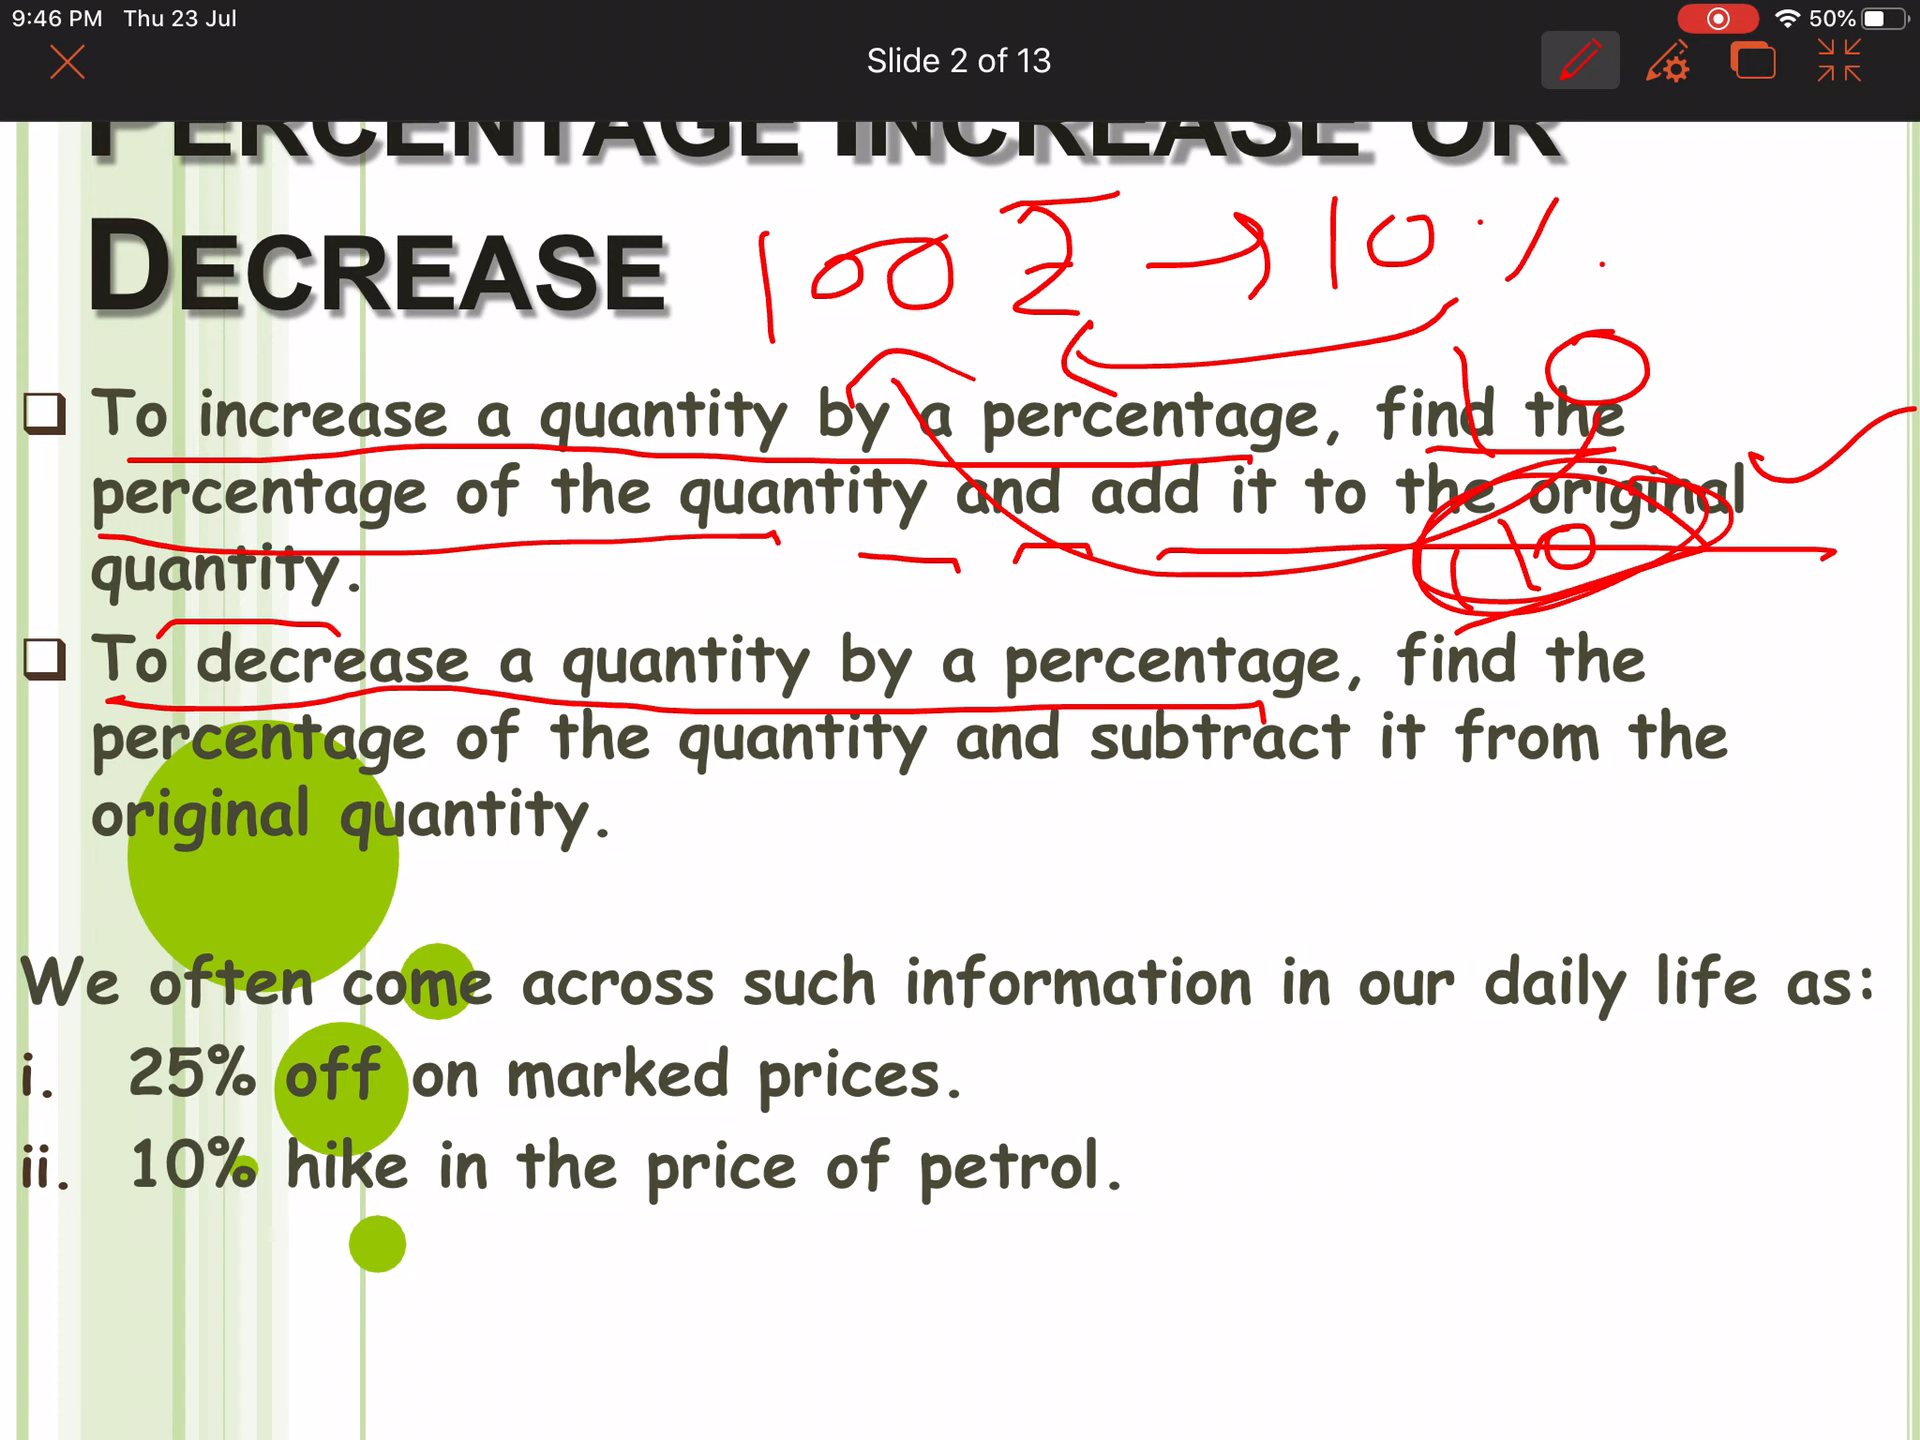 9:46 PM Thu 23 Jul
50%
Slide 2 of 13
PERCENTAGE INCREASE OR
DECREASE
100 → 10 %
10
To increase a quantity by a percentage, find the
percentage of the quantity and add it to the original
quantity.
110
To decrease a quantity by a percentage, find the
percentage of the quantity and subtract it from the
original quantity.
We often come across such information in our daily life as:
i. 25% off on marked prices.
ii. 10% hike in the price of petrol.